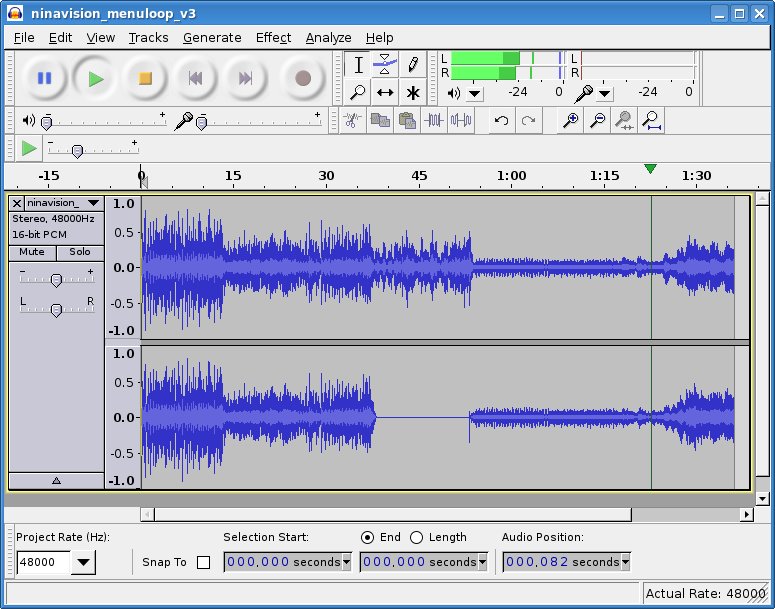 ninavision_menuloop_v3
File Edit View Tracks Generate Effect Analyze Help
L L
R R
-24 0 -24 0
- + - +
- +
-15 0 15 30 45 1:00 1:15 1:30
ninavision_
Stereo, 48000Hz
16-bit PCM
Mute Solo
- +
L R
1.0
0.5
0.0
-0.5
-1.0
1.0
0.5
0.0
-0.5
-1.0
Project Rate (Hz): Selection Start: End Length Audio Position:
48000 Snap To 000,000 seconds 000,000 seconds 000,082 seconds
Actual Rate: 48000